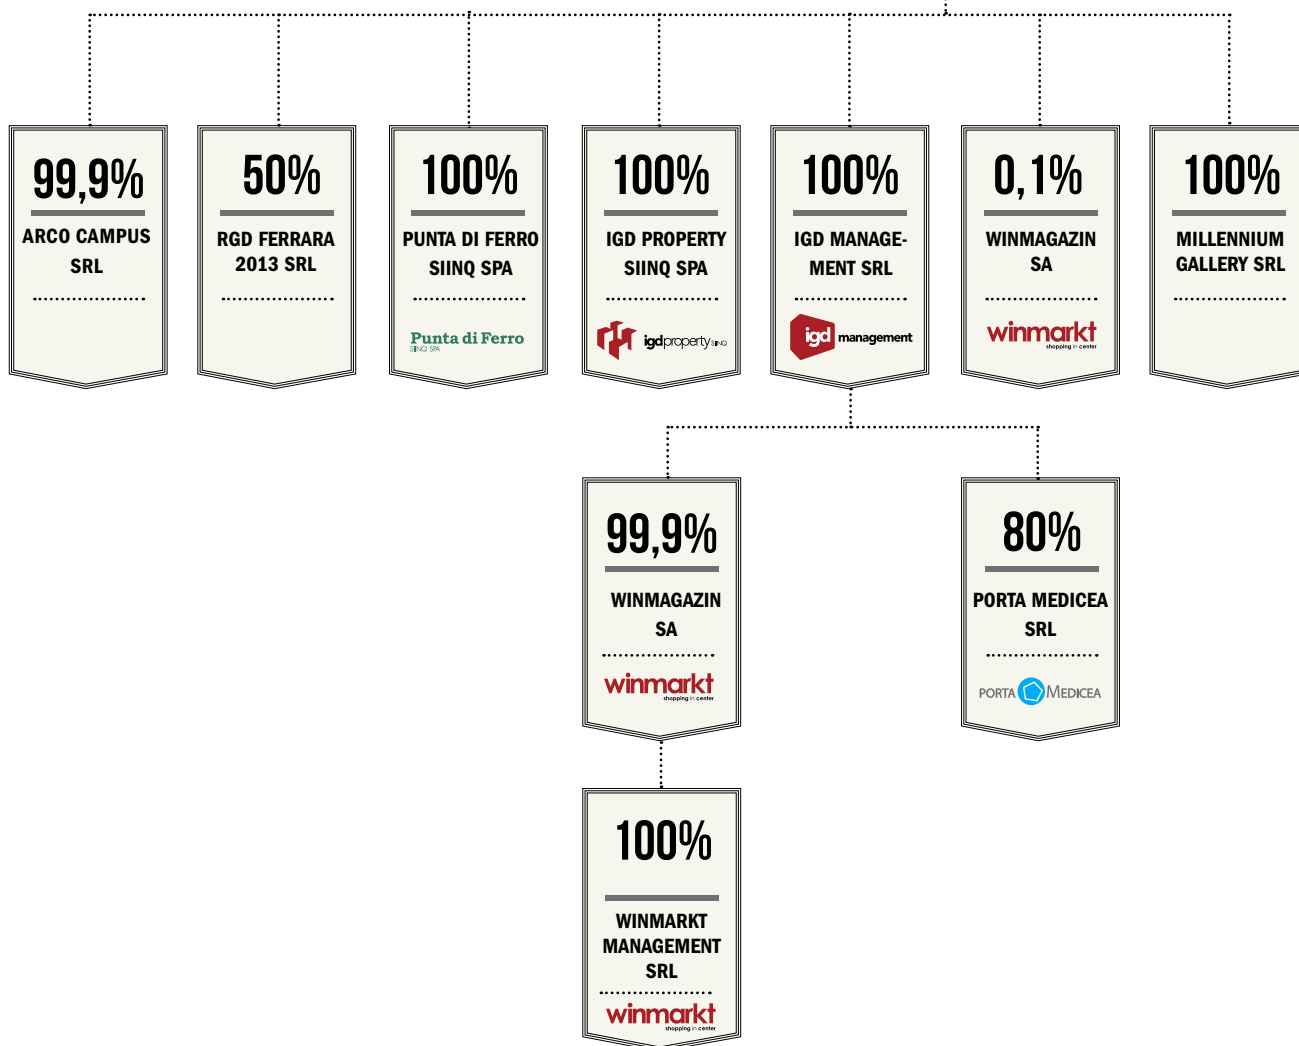 99,9%
ARCO CAMPUS
SRL
50%
RGD FERRARA
2013 SRL
100%
PUNTA DI FERRO
SIINQ SPA
Punta di Ferro
SIINQ SPA
100%
IGD PROPERTY
SIINQ SPA
igdproperty SIINQ
100%
IGD MANAGE-
MENT SRL
igd management
0,1%
WINMAGAZIN
SA
winmarkt
shopping in center
100%
MILLENNIUM
GALLERY SRL
99,9%
WINMAGAZIN
SA
winmarkt
shopping in center
80%
PORTA MEDICEA
SRL
PORTA MEDICEA
100%
WINMARKT
MANAGEMENT
SRL
winmarkt
shopping in center